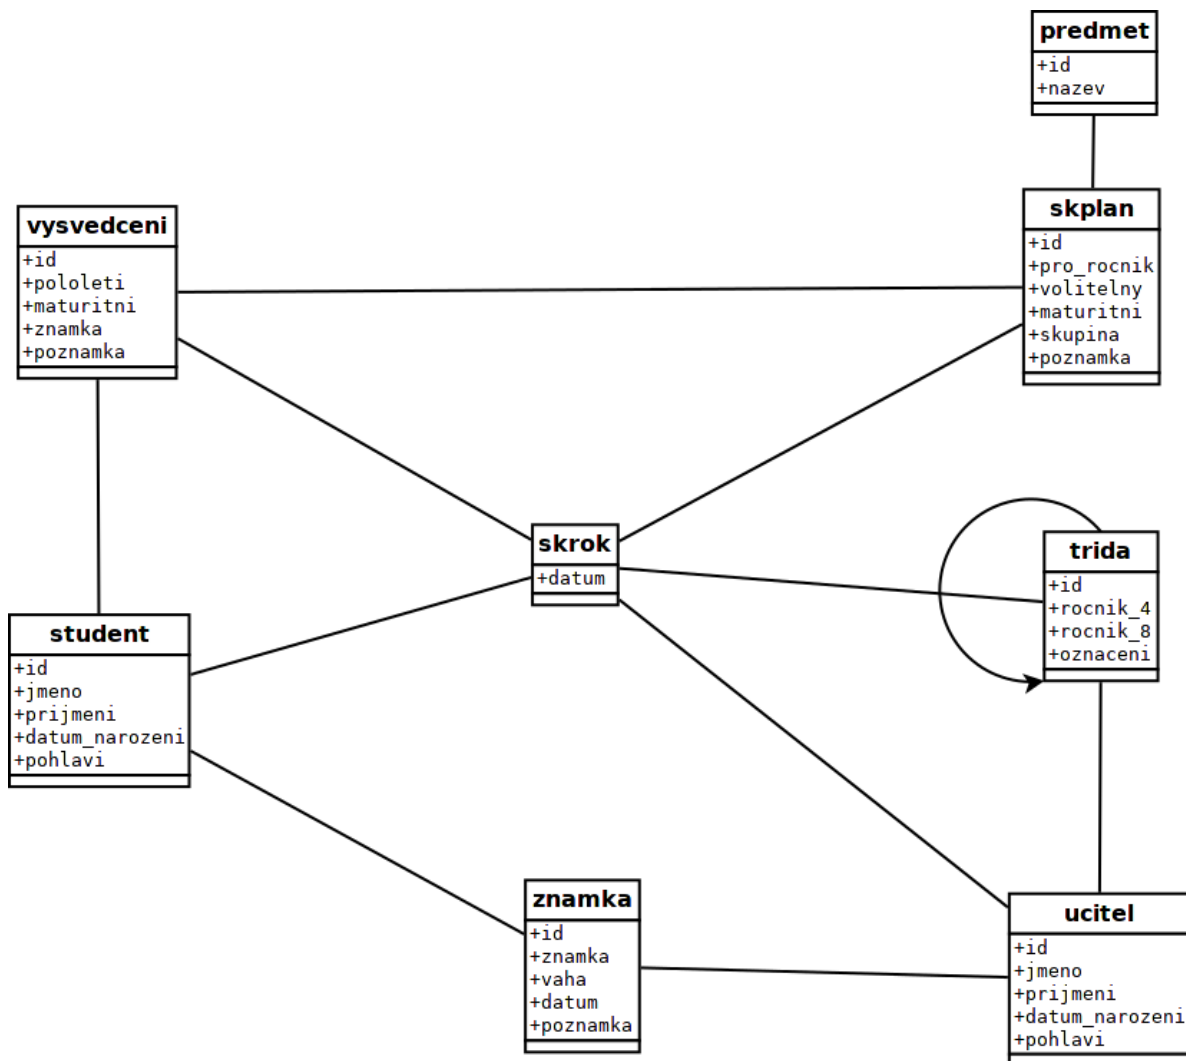 predmet
+id
+nazev
skplan
+id
+pro_rocnik
+volitelny
+maturitni
+skupina
+poznamka
vysvedceni
+id
+pololeti
+maturitni
+znamka
+poznamka
skrok
+datum
trida
+id
+rocnik_4
+rocnik_8
+oznaceni
student
+id
+jmeno
+prijmeni
+datum_narozeni
+pohlavi
znamka
+id
+znamka
+vaha
+datum
+poznamka
ucitel
+id
+jmeno
+prijmeni
+datum_narozeni
+pohlavi